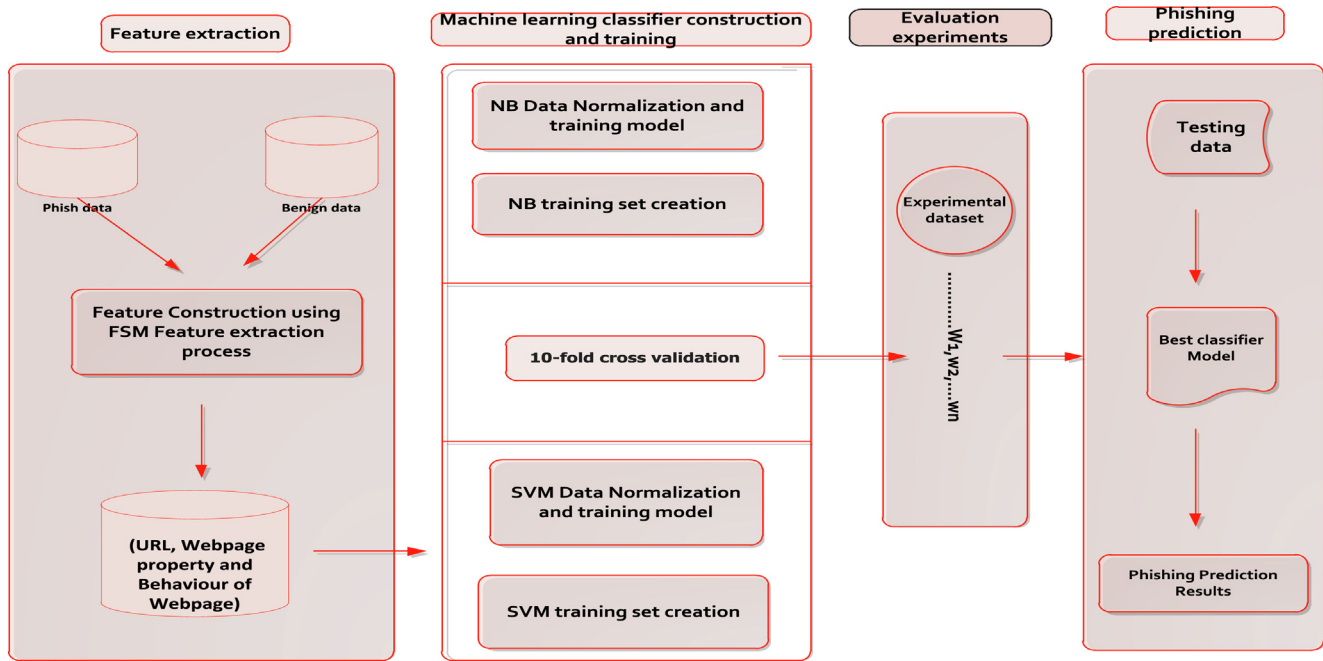 Feature extraction
Machine learning classifier construction
and training
Evaluation
experiments
Phishing
prediction
Phish data
Benign data
Feature Construction using
FSM Feature extraction
process
(URL, Webpage
property and
Behaviour of
Webpage)
NB Data Normalization and
training model
NB training set creation
10-fold cross validation
SVM Data Normalization
and training model
SVM training set creation
Experimental
dataset
...............W1,w2,....wn
Testing
data
Best classifier
Model
Phishing Prediction
Results